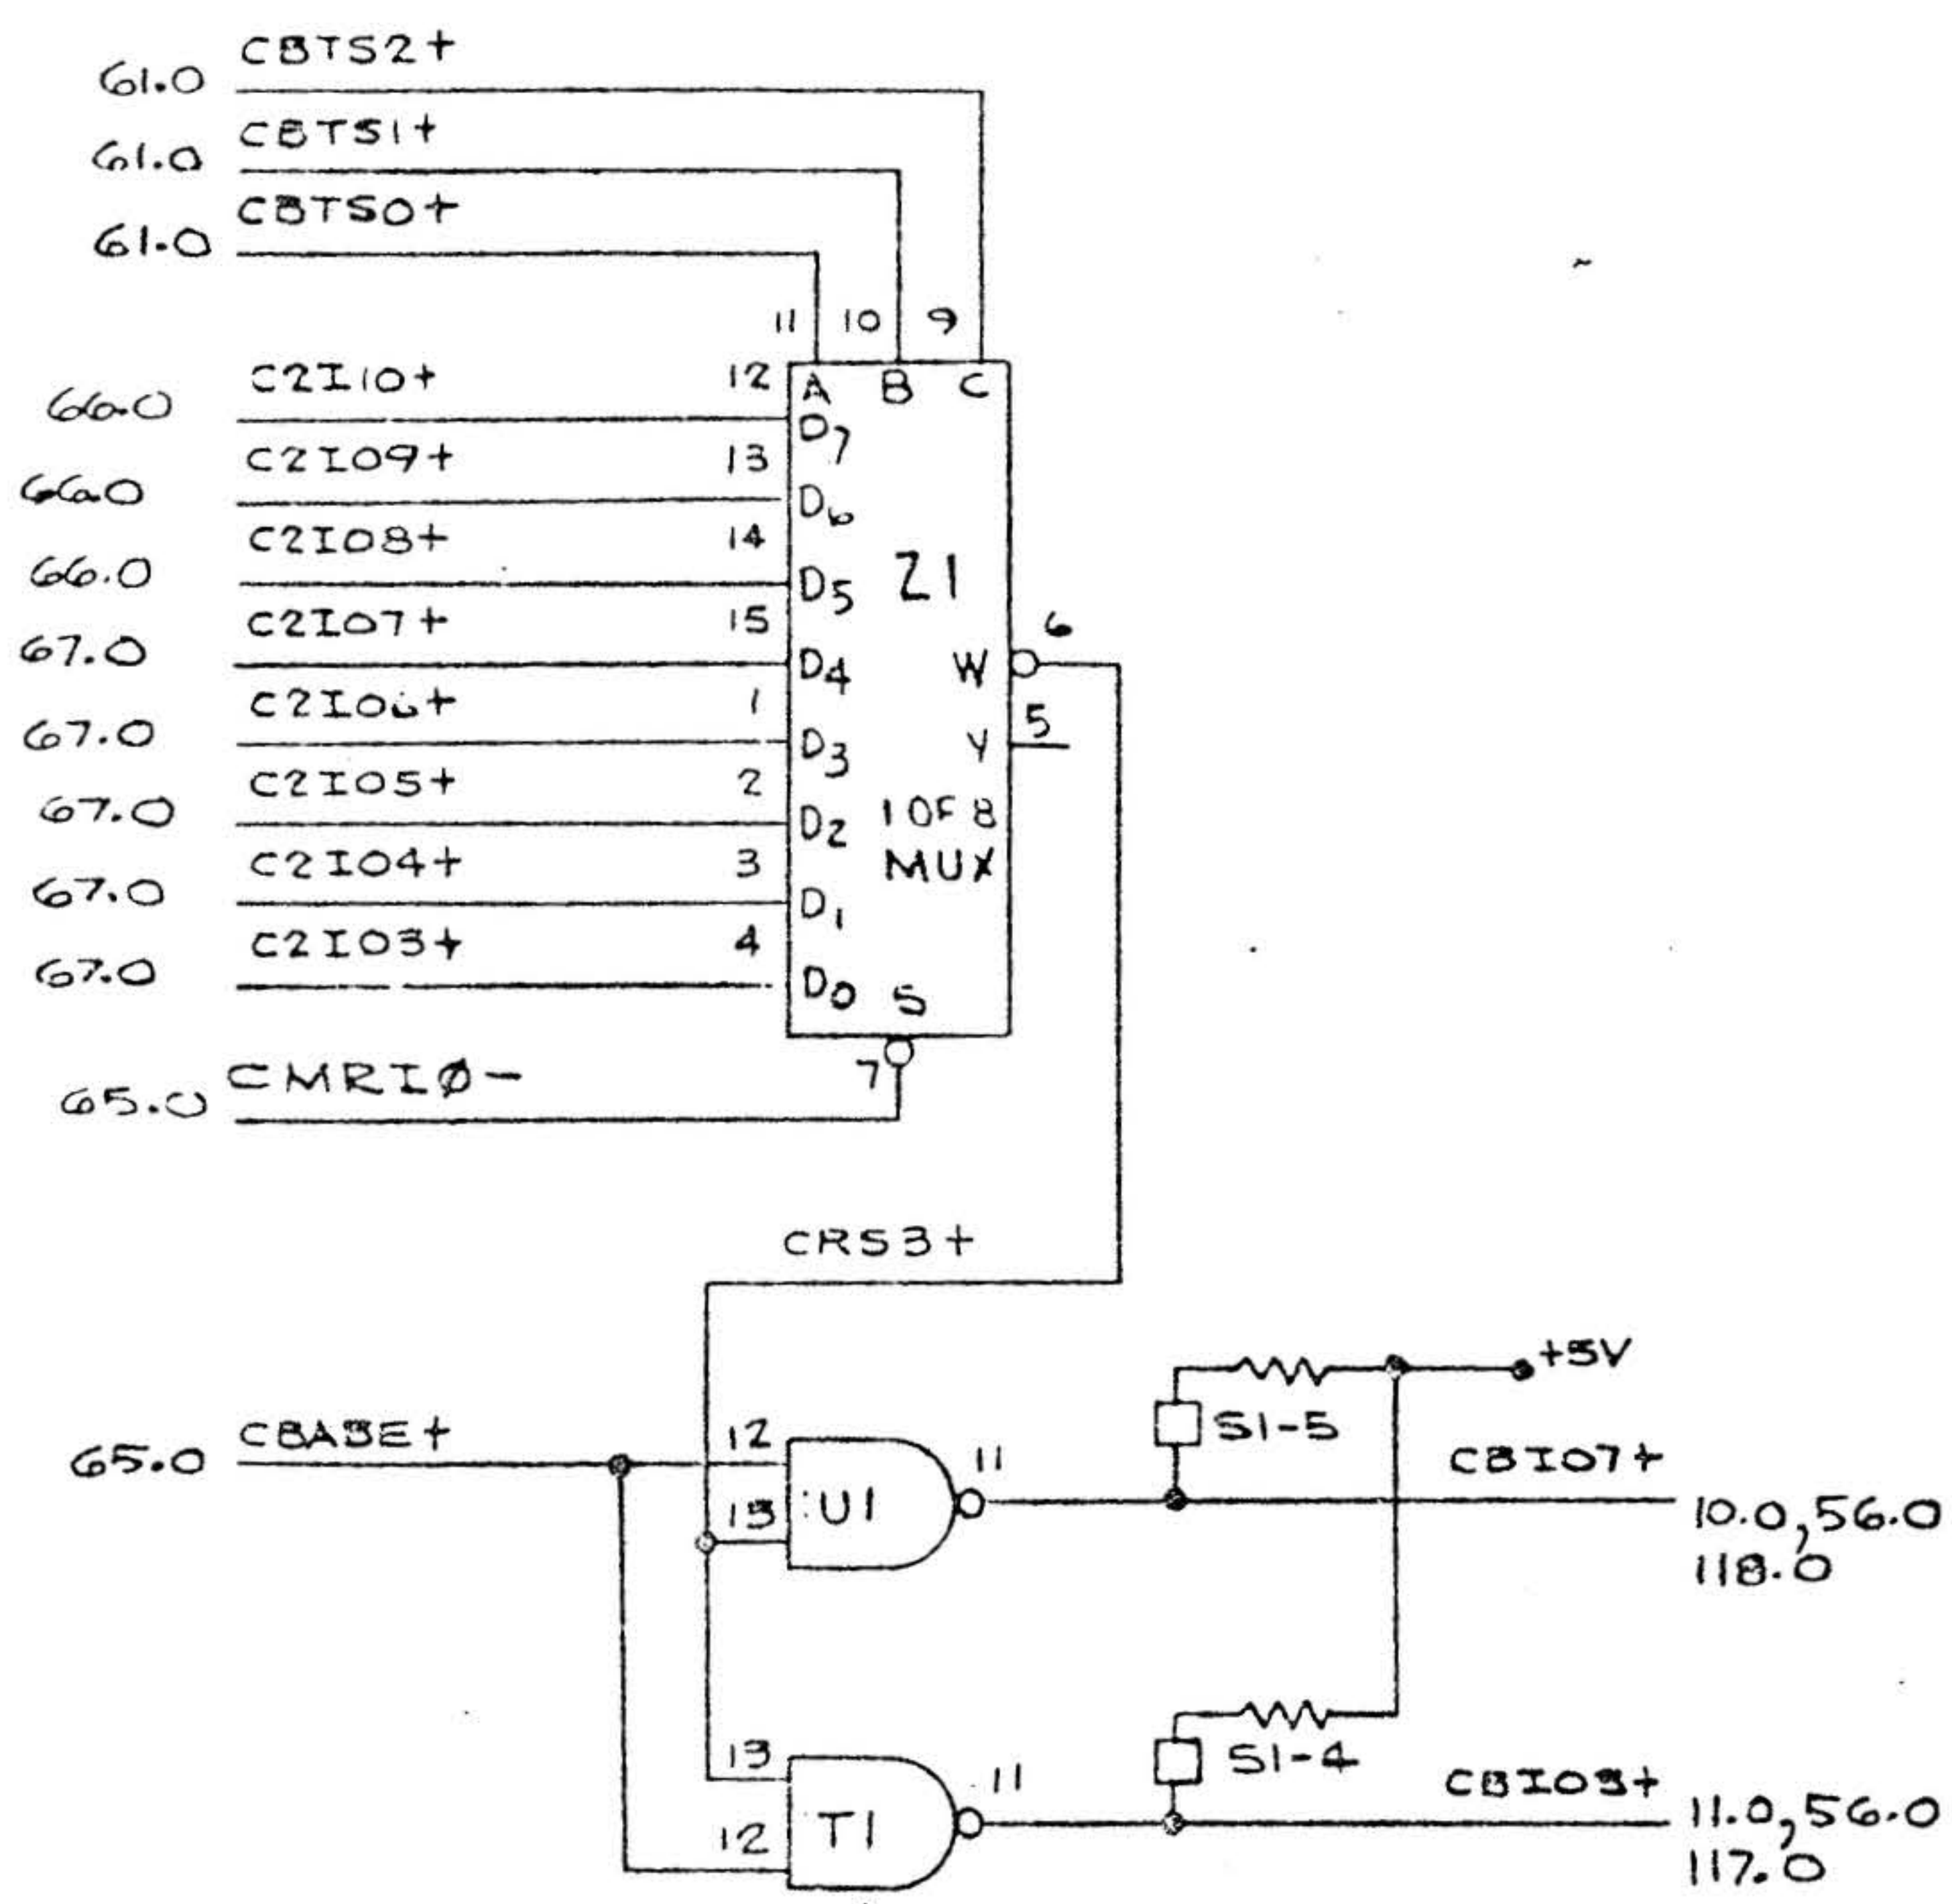 CBTS2+
61.0
CBTS1+
61.0
CBTS0+
61.0
11 10 9
A B C
C2I10+ 12
66.0 D7
C2I09+ 13
66.0 D6
C2I08+ 14
66.0 D5 Z1
C2I07+ 15 6
67.0 D4 W
C2I06+ 1 5
67.0 D3 Y
C2I05+ 2
67.0 D2 1 OF 8
C2I04+ 3 MUX
67.0 D1
C2I03+ 4
67.0 D0 S
CMRIØ- 7
65.0
CRS3+
+5V
S1-5
CBASE+ 12 11 CBI07+
65.0
13 U1 10.0,56.0
118.0
13 S1-4
11 CBI03+
12 T1 11.0,56.0
117.0